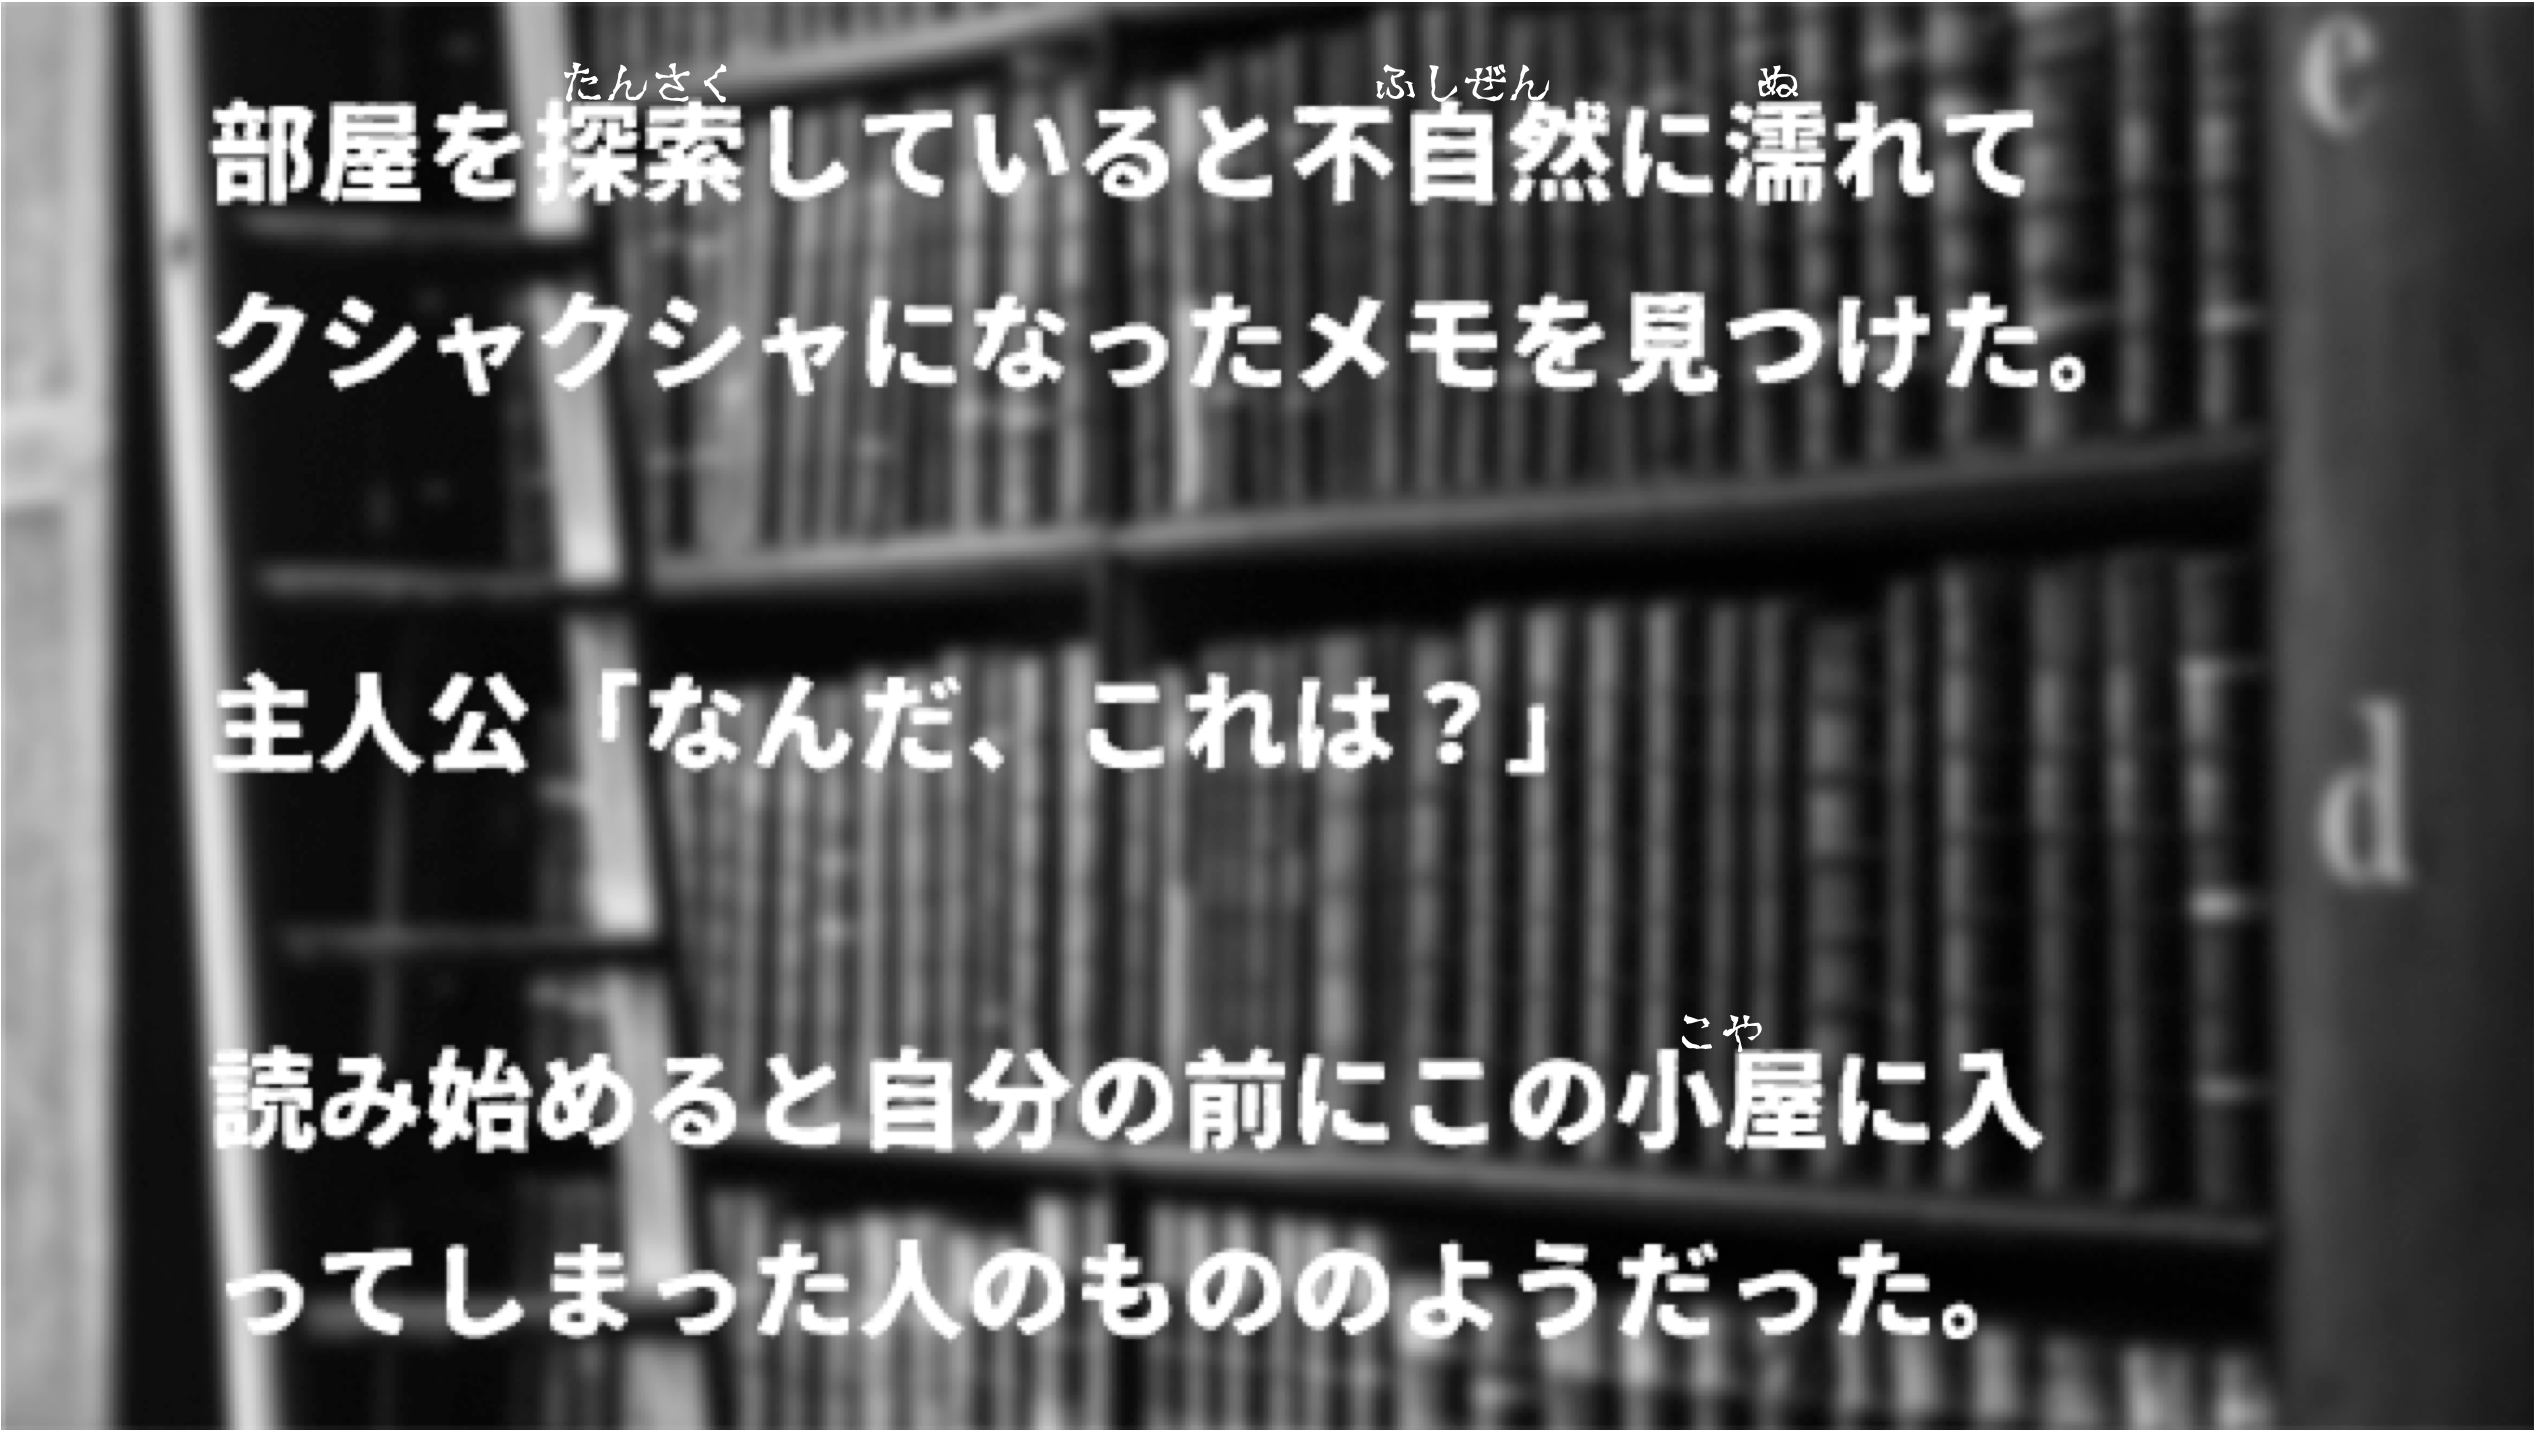 たんさく ふしぜん ぬ
部屋を探索していると不自然に濡れて
クシャクシャになったメモを見つけた。
主人公「なんだ、これは？」
こや
読み始めると自分の前にこの小屋に入
ってしまった人のもののようだった。
e
d